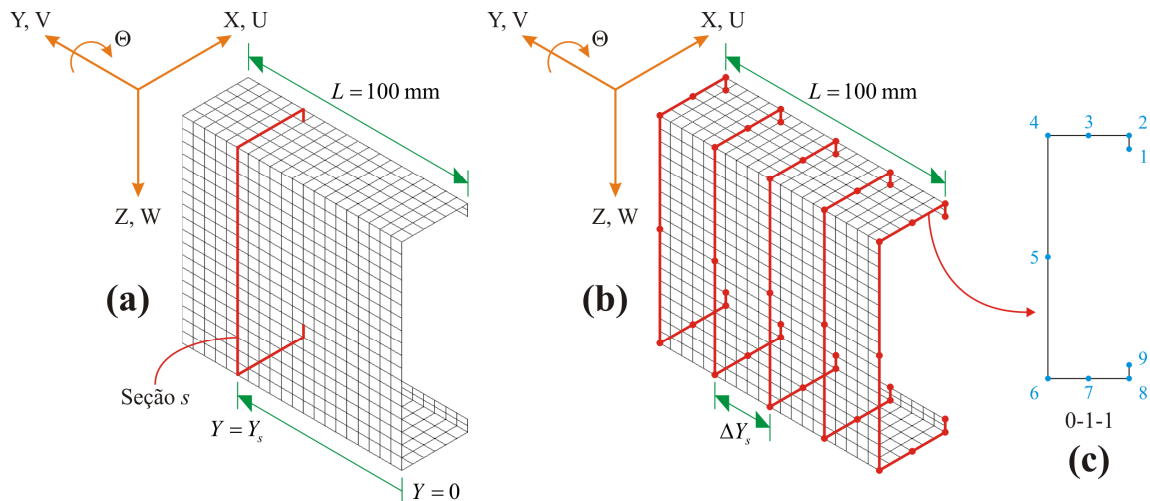 Y, V
Θ
X, U
Z, W
L = 100 mm
(a)
Seção s
Y = Yₛ
Y = 0
Y, V
Θ
X, U
Z, W
L = 100 mm
(b)
ΔYₛ
4
3
2
1
5
9
6
7
8
0-1-1
(c)